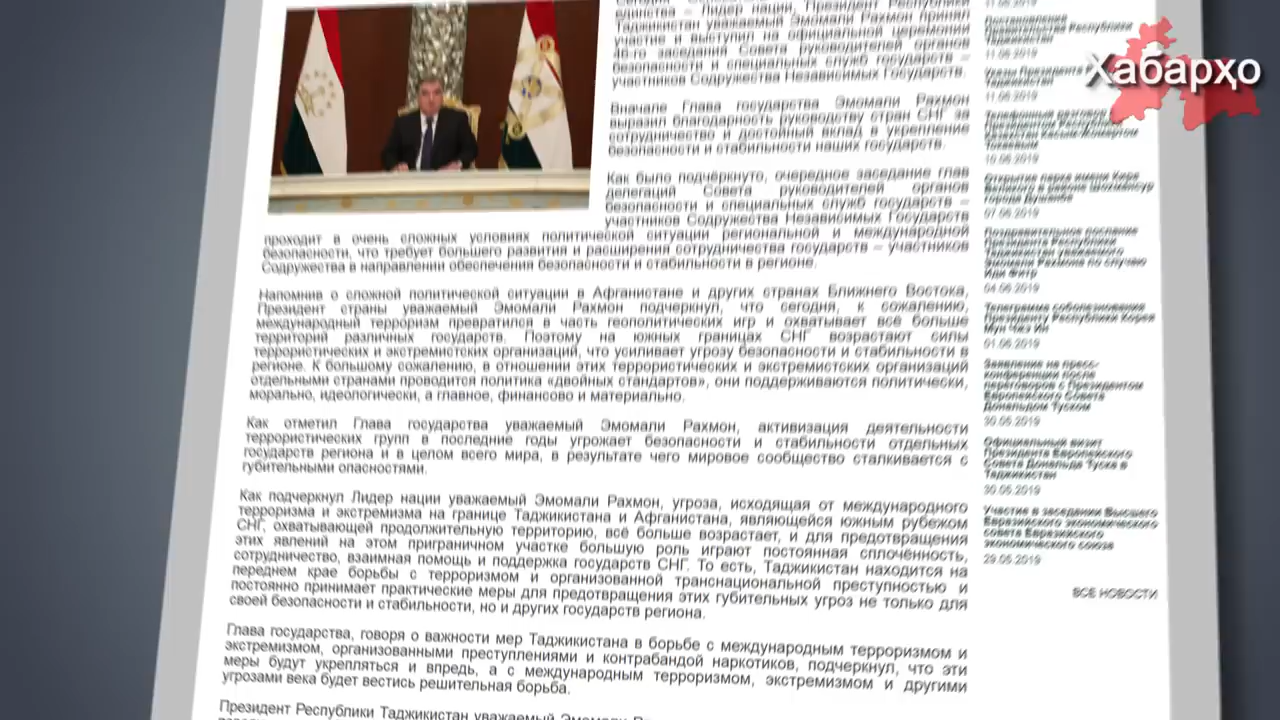 единства – Лидер нации, Президент Республики
Таджикистан уважаемый Эмомали Рахмон принял
участие и выступил на официальной церемонии
46-го заседания Совета руководителей органов
безопасности и специальных служб государств –
участников Содружества Независимых Государств.
Вначале Глава государства Эмомали Рахмон
выразил благодарность руководству стран СНГ за
сотрудничество и достойный вклад в укрепление
безопасности и стабильности наших государств.
Как было подчёркнуто, очередное заседание глав
делегаций Совета руководителей органов
безопасности и специальных служб государств –
участников Содружества Независимых Государств
проходит в очень сложных условиях политической ситуации региональной и международной
безопасности, что требует большего развития и расширения сотрудничества государств – участников
Содружества в направлении обеспечения безопасности и стабильности в регионе.
Напомнив о сложной политической ситуации в Афганистане и других странах Ближнего Востока,
Президент страны уважаемый Эмомали Рахмон подчеркнул, что сегодня, к сожалению,
международный терроризм превратился в часть геополитических игр и охватывает всё больше
территорий различных государств. Поэтому на южных границах СНГ возрастают силы
террористических и экстремистских организаций, что усиливает угрозу безопасности и стабильности в
регионе. К большому сожалению, в отношении этих террористических и экстремистских организаций
отдельными странами проводится политика «двойных стандартов», они поддерживаются политически,
морально, идеологически, а главное, финансово и материально.
Как отметил Глава государства уважаемый Эмомали Рахмон, активизация деятельности
террористических групп в последние годы угрожает безопасности и стабильности отдельных
государств региона и в целом всего мира, в результате чего мировое сообщество сталкивается с
губительными опасностями.
Как подчеркнул Лидер нации уважаемый Эмомали Рахмон, угроза, исходящая от международного
терроризма и экстремизма на границе Таджикистана и Афганистана, являющейся южным рубежом
СНГ, охватывающей продолжительную территорию, всё больше возрастает, и для предотвращения
этих явлений на этом приграничном участке большую роль играют постоянная сплочённость,
сотрудничество, взаимная помощь и поддержка государств СНГ. То есть, Таджикистан находится на
переднем крае борьбы с терроризмом и организованной транснациональной преступностью и
постоянно принимает практические меры для предотвращения этих губительных угроз не только для
своей безопасности и стабильности, но и других государств региона.
Глава государства, говоря о важности мер Таджикистана в борьбе с международным терроризмом и
экстремизмом, организованными преступлениями и контрабандой наркотиков, подчеркнул, что эти
меры будут укрепляться и впредь, а с международным терроризмом, экстремизмом и другими
угрозами века будет вестись решительная борьба.
Президент Республики Таджикистан уважаемый Эмомали
11.06.2019
Постановление
Правительства Республики
Таджикистан
11.06.2019
Указы Президента
Таджикистан
11.06.2019
Телефонный разговор
Токаевым
10.06.2019
Открытие парка имени Кира
Великого в районе Шохмансур
города Душанбе
07.06.2019
Поздравительное послание
Президента Республики
Таджикистан уважаемого
Эмомали Рахмона по случаю
Иди Фитр
04.06.2019
Телеграмма соболезнования
Президенту Республики Корея
Мун Чжэ Ин
01.06.2019
Заявление на пресс-
конференции после
переговоров с Президентом
Европейского Совета
Дональдом Туском
30.05.2019
Официальный визит
Президента Европейского
Совета Дональда Туска в
Таджикистан
30.05.2019
Участие в заседании Высшего
Евразийского экономического
совета Евразийского
экономического союза
29.05.2019
ВСЕ НОВОСТИ
Хабарҳо